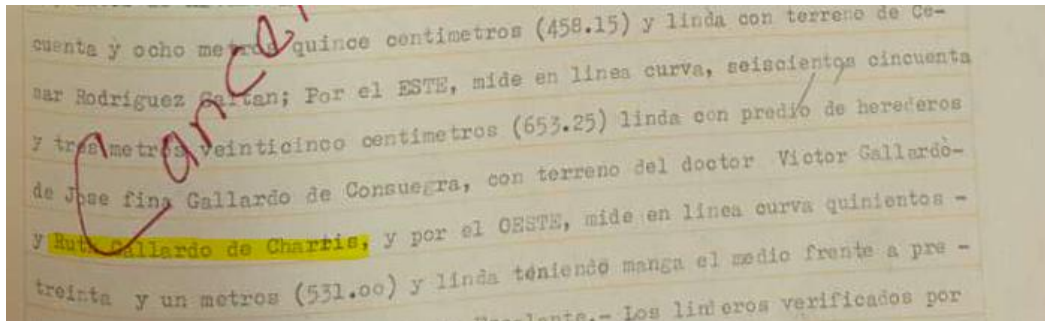 cuenta y ocho metros quince centimetros (458.15) y linda con terreno de Ce-
sar Rodriguez Gaitan; Por el ESTE, mide en linea curva, seiscientos cincuenta
y tres metros veinticinco centimetros (653.25) linda con predio de herederos
de Jose fina Gallardo de Consuegra, con terreno del doctor Victor Gallardo-
y Ruth Gallardo de Charris, y por el OESTE, mide en linea curva quinientos -
treinta y un metros (531.oo) y linda teniendo manga el medio frente a pre -
.- Los linderos verificados por